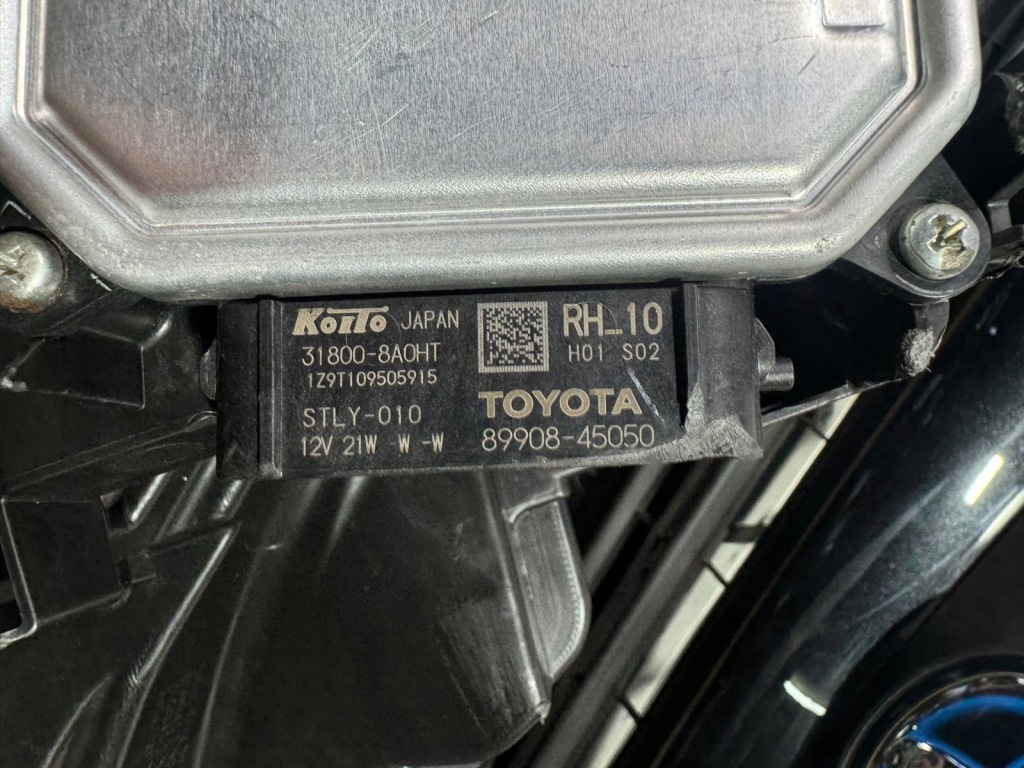 KOITO JAPAN
31800-8A0HT
1Z9T109505915
STLY-010
12V 21W -W -W
RH_10
H01 S02
TOYOTA
89908-45050